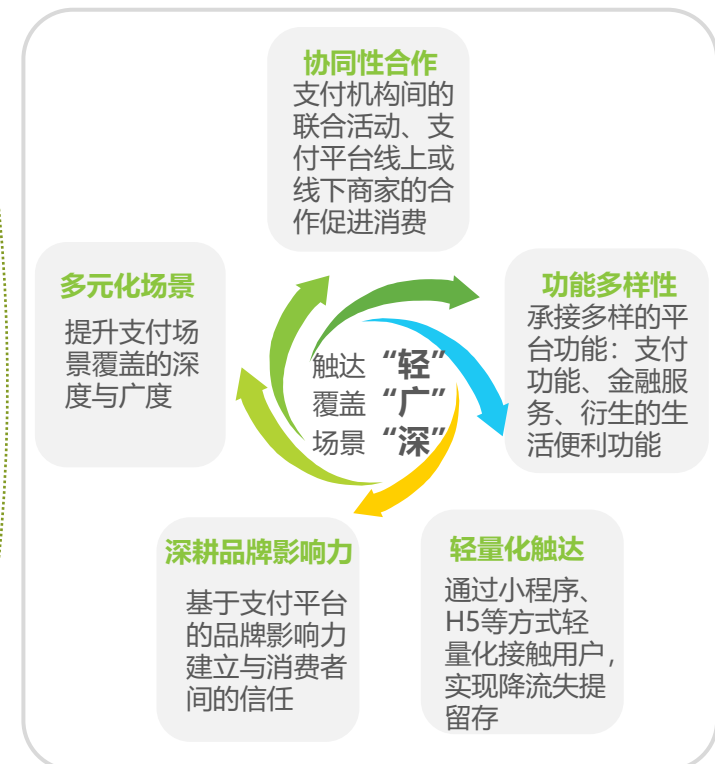 协同性合作
支付机构间的
联合活动、支
付平台线上或
线下商家的合
作促进消费
多元化场景
提升支付场
景覆盖的深
度与广度
功能多样性
承接多样的平
台功能：支付
功能、金融服
务、衍生的生
活便利功能
触达 “轻”
覆盖 “广”
场景 “深”
深耕品牌影响力
基于支付平台
的品牌影响力
建立与消费者
间的信任
轻量化触达
通过小程序、
H5等方式轻
量化接触用户，
实现降流失提
留存